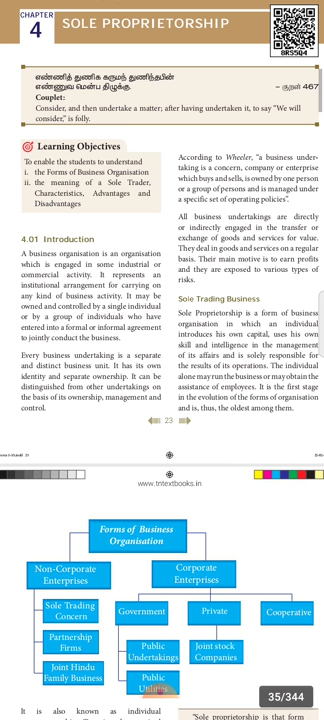 CHAPTER
4
SOLE PROPRIETORSHIP
8RS5Q4
எண்ணித் துணிக கருமந் துணிந்தபின்
எண்ணுவ மென்ப திழுக்கு.
– குறள் 467
Couplet:
Consider, and then undertake a matter; after having undertaken it, to say "We will
consider," is folly.
Learning Objectives
To enable the students to understand
i. the Forms of Business Organisation
ii. the meaning of a Sole Trader,
Characteristics, Advantages and
Disadvantages
4.01 Introduction
A business organisation is an organisation
which is engaged in some industrial or
commercial activity. It represents an
institutional arrangement for carrying on
any kind of business activity. It may be
owned and controlled by a single individual
or by a group of individuals who have
entered into a formal or informal agreement
to jointly conduct the business.
Every business undertaking is a separate
and distinct business unit. It has its own
identity and separate ownership. It can be
distinguished from other undertakings on
the basis of its ownership, management and
control.
According to Wheeler, "a business under-
taking is a concern, company or enterprise
which buys and sells, is owned by one person
or a group of persons and is managed under
a specific set of operating policies".
All business undertakings are directly
or indirectly engaged in the transfer or
exchange of goods and services for value.
They deal in goods and services on a regular
basis. Their main motive is to earn profits
and they are exposed to various types of
risks.
Sole Trading Business
Sole Proprietorship is a form of business
organisation in which an individual
introduces his own capital, uses his own
skill and intelligence in the management
of its affairs and is solely responsible for
the results of its operations. The individual
alone may run the business or may obtain the
assistance of employees. It is the first stage
in the evolution of the forms of organisation
and is, thus, the oldest among them.
23
www.tntextbooks.in
Forms of Business
Organisation
Non-Corporate
Enterprises
Corporate
Enterprises
Sole Trading
Concern
Partnership
Firms
Joint Hindu
Family Business
Government
Private
Cooperative
Public
Undertakings
Joint stock
Companies
Public
Utilities
35/344
It is also known as individual
"Sole proprietorship is that form